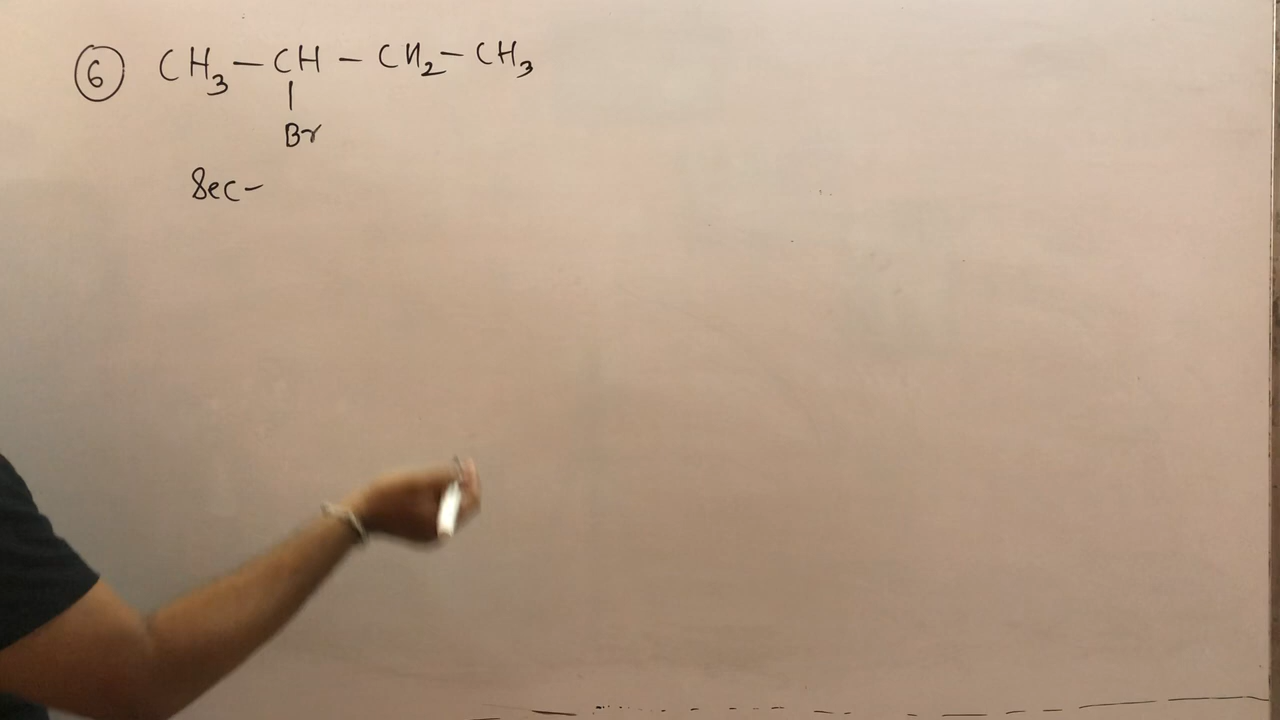 ⑥ CH₃ – CH – CH₂ – CH₃
|
Br
Sec-